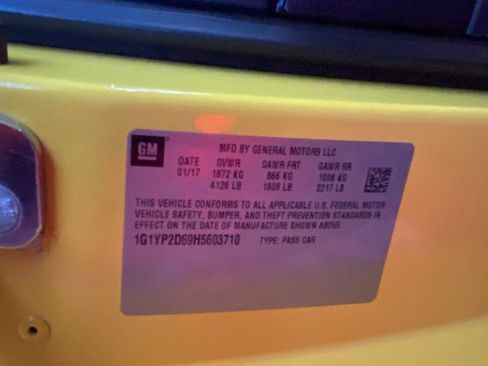 MFD BY GENERAL MOTORS LLC
GM DATE GVWR GAWR FRT GAWR RR
01/17 1872 KG 866 KG 1006 KG
4126 LB 1909 LB 2217 LB
THIS VEHICLE CONFORMS TO ALL APPLICABLE U.S. FEDERAL MOTOR
VEHICLE SAFETY, BUMPER, AND THEFT PREVENTION STANDARDS IN
EFFECT ON THE DATE OF MANUFACTURE SHOWN ABOVE.
1G1YP2D69H5603710 TYPE: PASS CAR